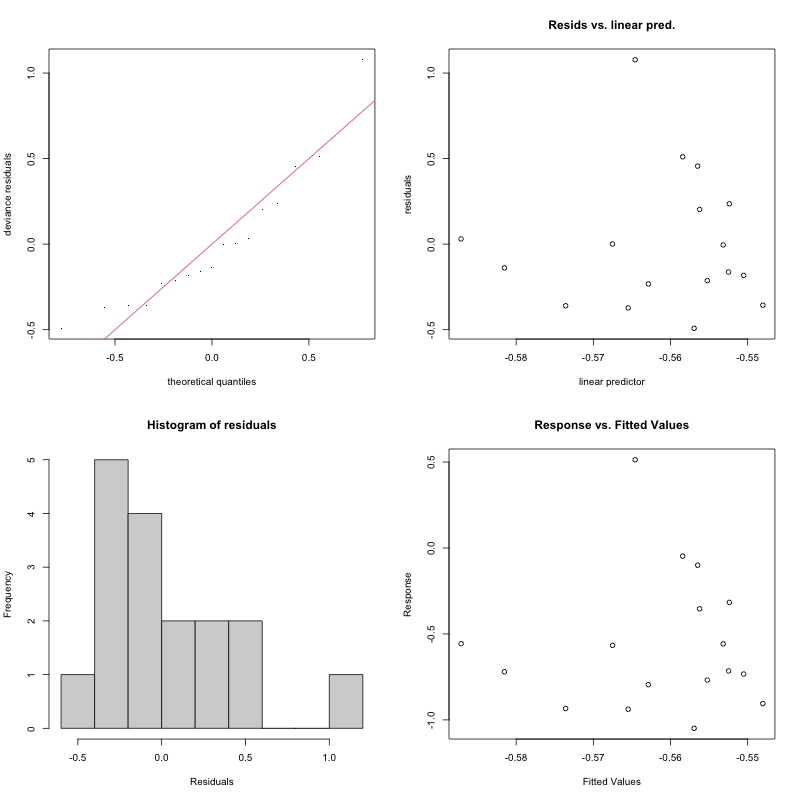 1.0
0.5
0.0
-0.5
deviance residuals
-0.5 0.0 0.5
theoretical quantiles
Resids vs. linear pred.
1.0
0.5
0.0
-0.5
residuals
-0.58 -0.57 -0.56 -0.55
linear predictor
Histogram of residuals
5
4
3
2
1
0
Frequency
-0.5 0.0 0.5 1.0
Residuals
Response vs. Fitted Values
0.5
0.0
-0.5
-1.0
Response
-0.58 -0.57 -0.56 -0.55
Fitted Values